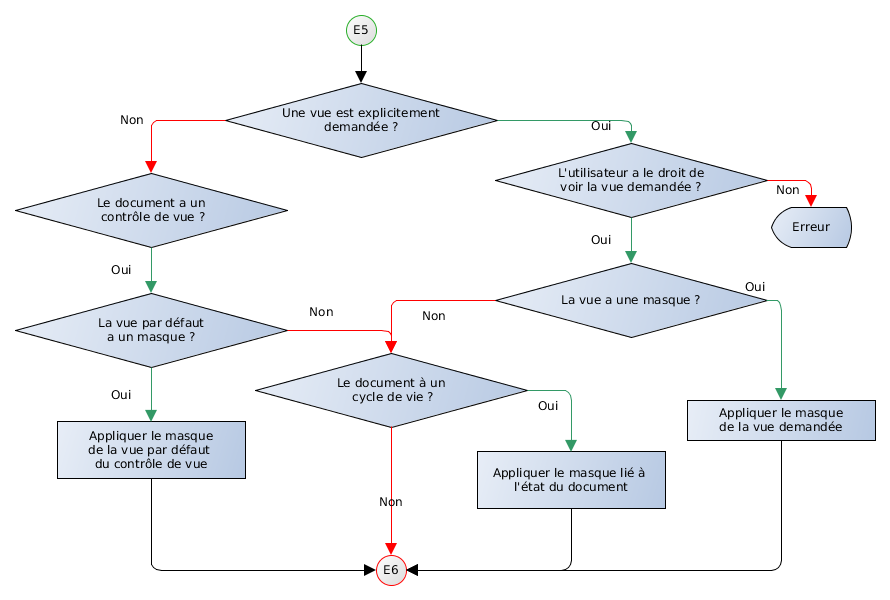 E5
Une vue est explicitement
demandée ?
Non
Oui
L'utilisateur a le droit de
voir la vue demandée ?
Non
Le document a un
contrôle de vue ?
Erreur
Oui
Oui
La vue a une masque ?
Oui
La vue par défaut
a un masque ?
Non
Non
Le document à un
cycle de vie ?
Oui
Oui
Appliquer le masque
de la vue demandée
Appliquer le masque
de la vue par défaut
du contrôle de vue
Appliquer le masque lié à
l'état du document
Non
E6